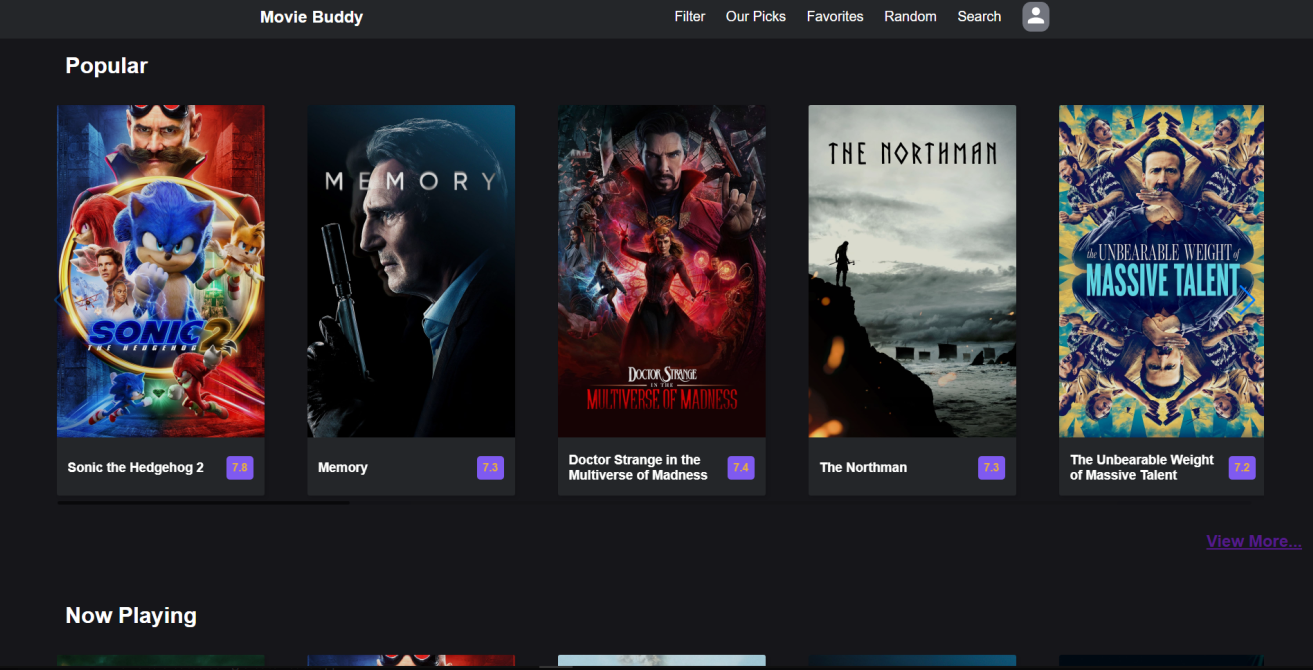 Movie Buddy
Filter
Our Picks
Favorites
Random
Search
Popular
MEMORY
THE NORTHMAN
the UNBEARABLE WEIGHT of
MASSIVE TALENT
SONIC 2
THE HEDGEHOG
DOCTOR STRANGE
IN THE
MULTIVERSE OF MADNESS
Sonic the Hedgehog 2
7.8
Memory
7.3
Doctor Strange in the
Multiverse of Madness
7.4
The Northman
7.3
The Unbearable Weight
of Massive Talent
7.2
View More...
Now Playing